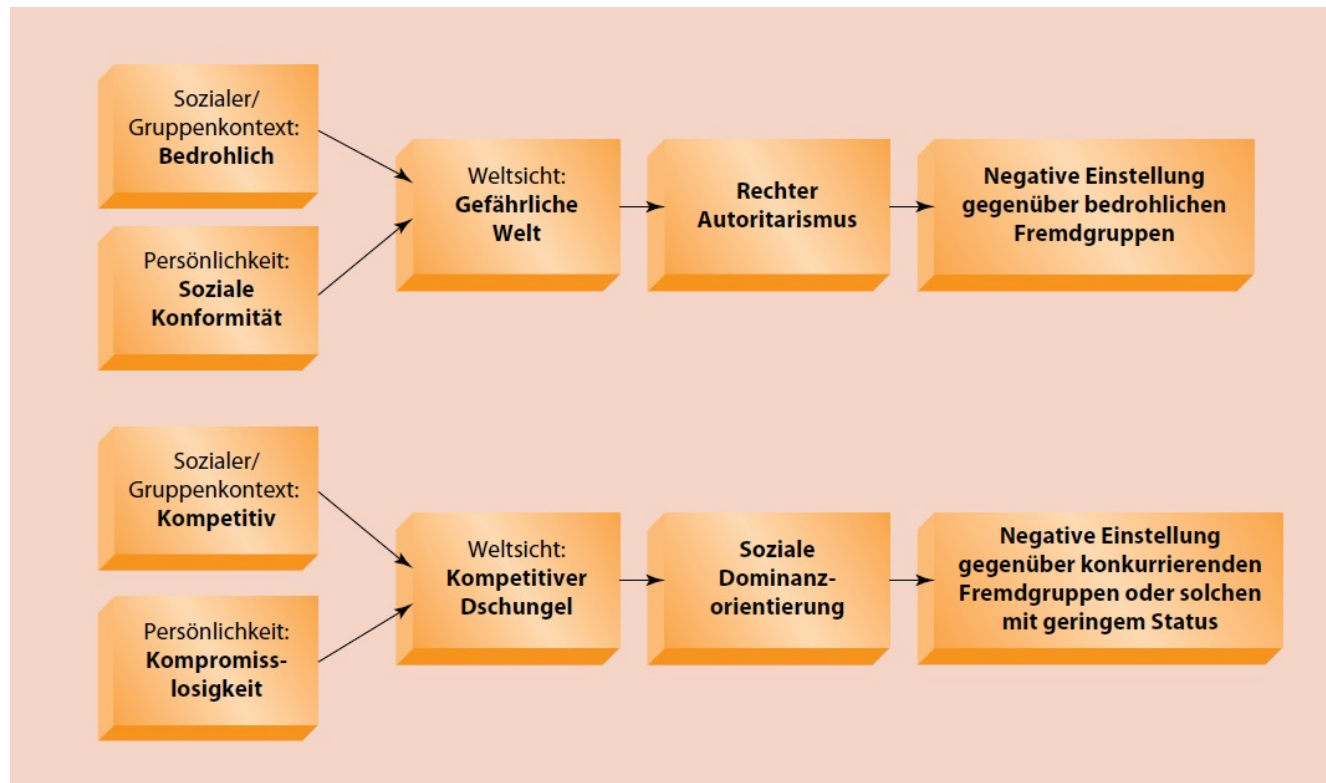 Sozialer/
Gruppenkontext:
Bedrohlich
Persönlichkeit:
Soziale
Konformität
Weltsicht:
Gefährliche
Welt
Rechter
Autoritarismus
Negative Einstellung
gegenüber bedrohlichen
Fremdgruppen
Sozialer/
Gruppenkontext:
Kompetitiv
Persönlichkeit:
Kompromiss-
losigkeit
Weltsicht:
Kompetitiver
Dschungel
Soziale
Dominanz-
orientierung
Negative Einstellung
gegenüber konkurrierenden
Fremdgruppen oder solchen
mit geringem Status